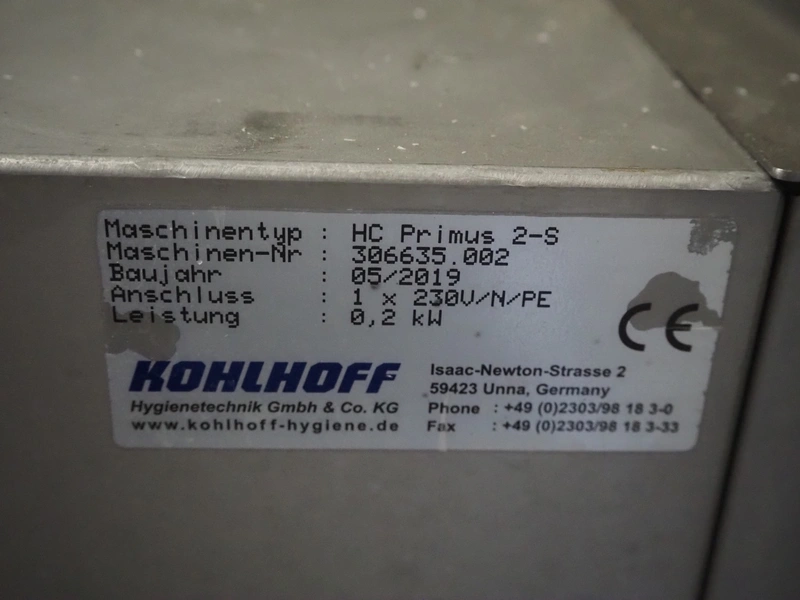 Maschinentyp : HC Primus 2-S
Maschinen-Nr : 306635.002
Baujahr : 05/2019
Anschluss : 1 x 230V/N/PE
Leistung : 0,2 kW
CE
KOHLHOFF
Hygienetechnik Gmbh & Co. KG
www.kohlhoff-hygiene.de
Isaac-Newton-Strasse 2
59423 Unna, Germany
Phone : +49 (0)2303/98 18 3-0
Fax : +49 (0)2303/98 18 3-33